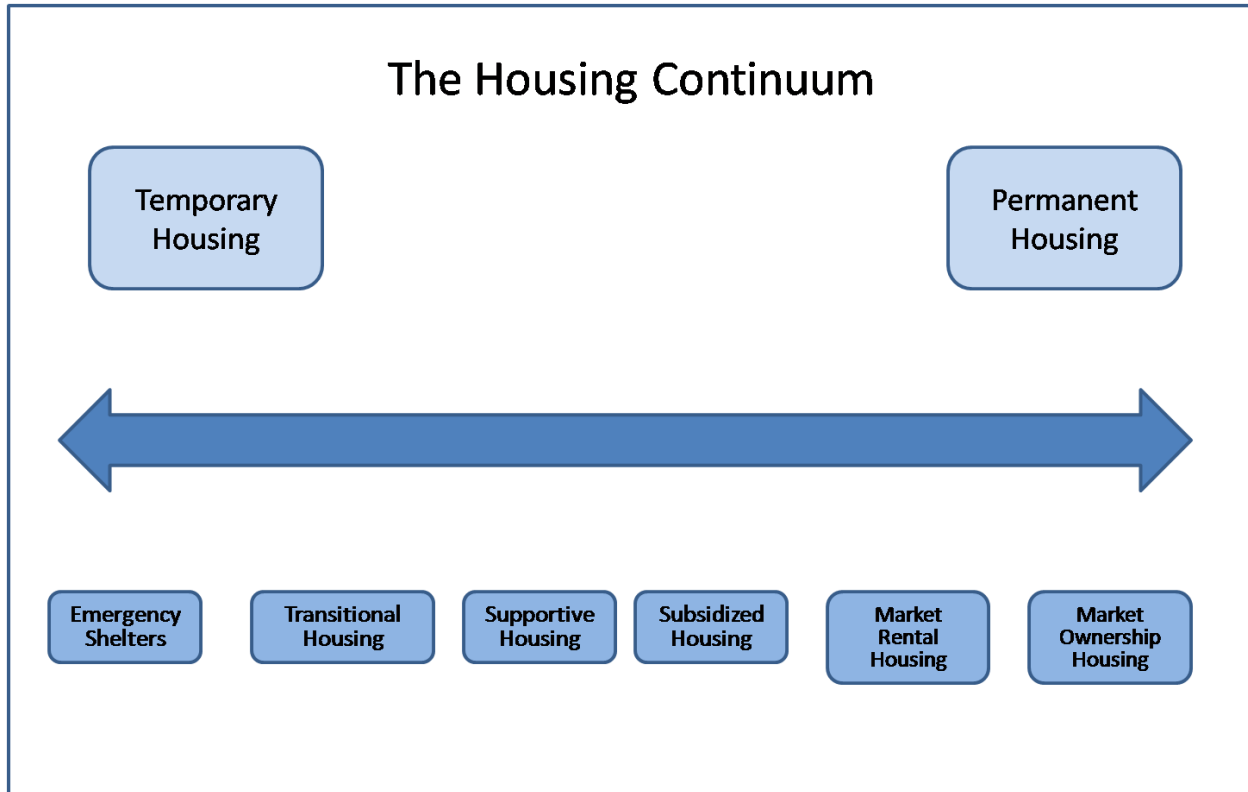 The Housing Continuum
Temporary
Housing
Permanent
Housing
Emergency
Shelters
Transitional
Housing
Supportive
Housing
Subsidized
Housing
Market
Rental
Housing
Market
Ownership
Housing